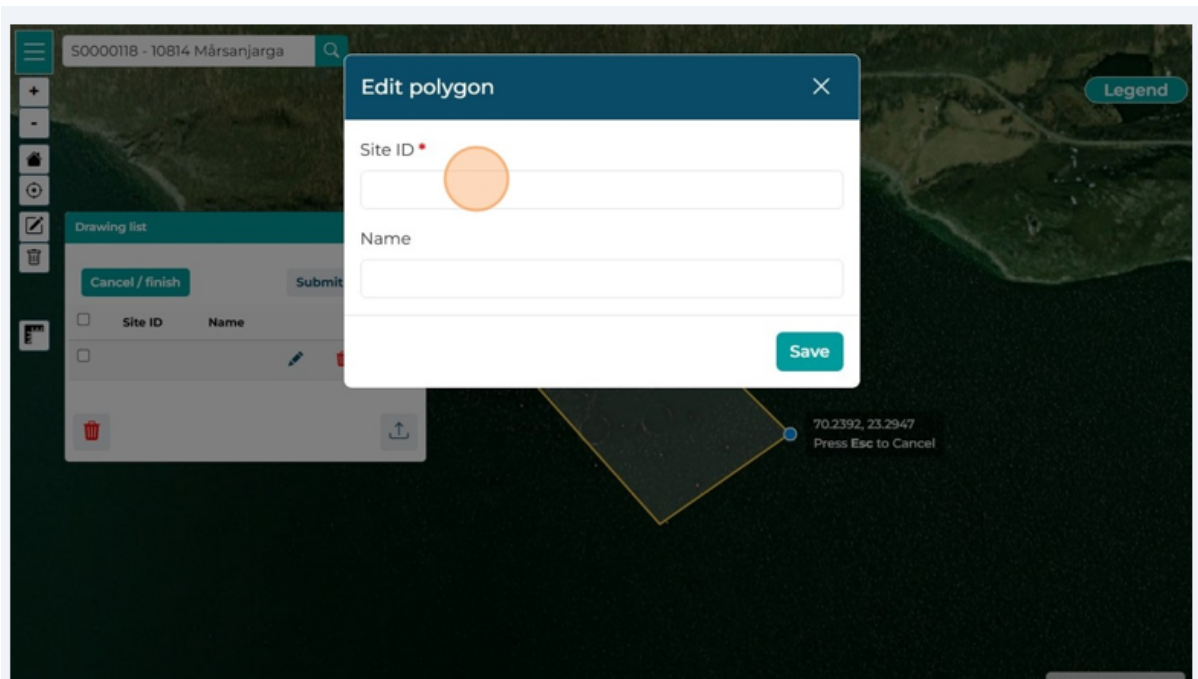 S0000118 - 10814 Mårsanjarga
Edit polygon
Legend
Site ID *
Name
Drawing list
Cancel / finish
Submit
Site ID Name
Save
70.2392, 23.2947
Press Esc to Cancel